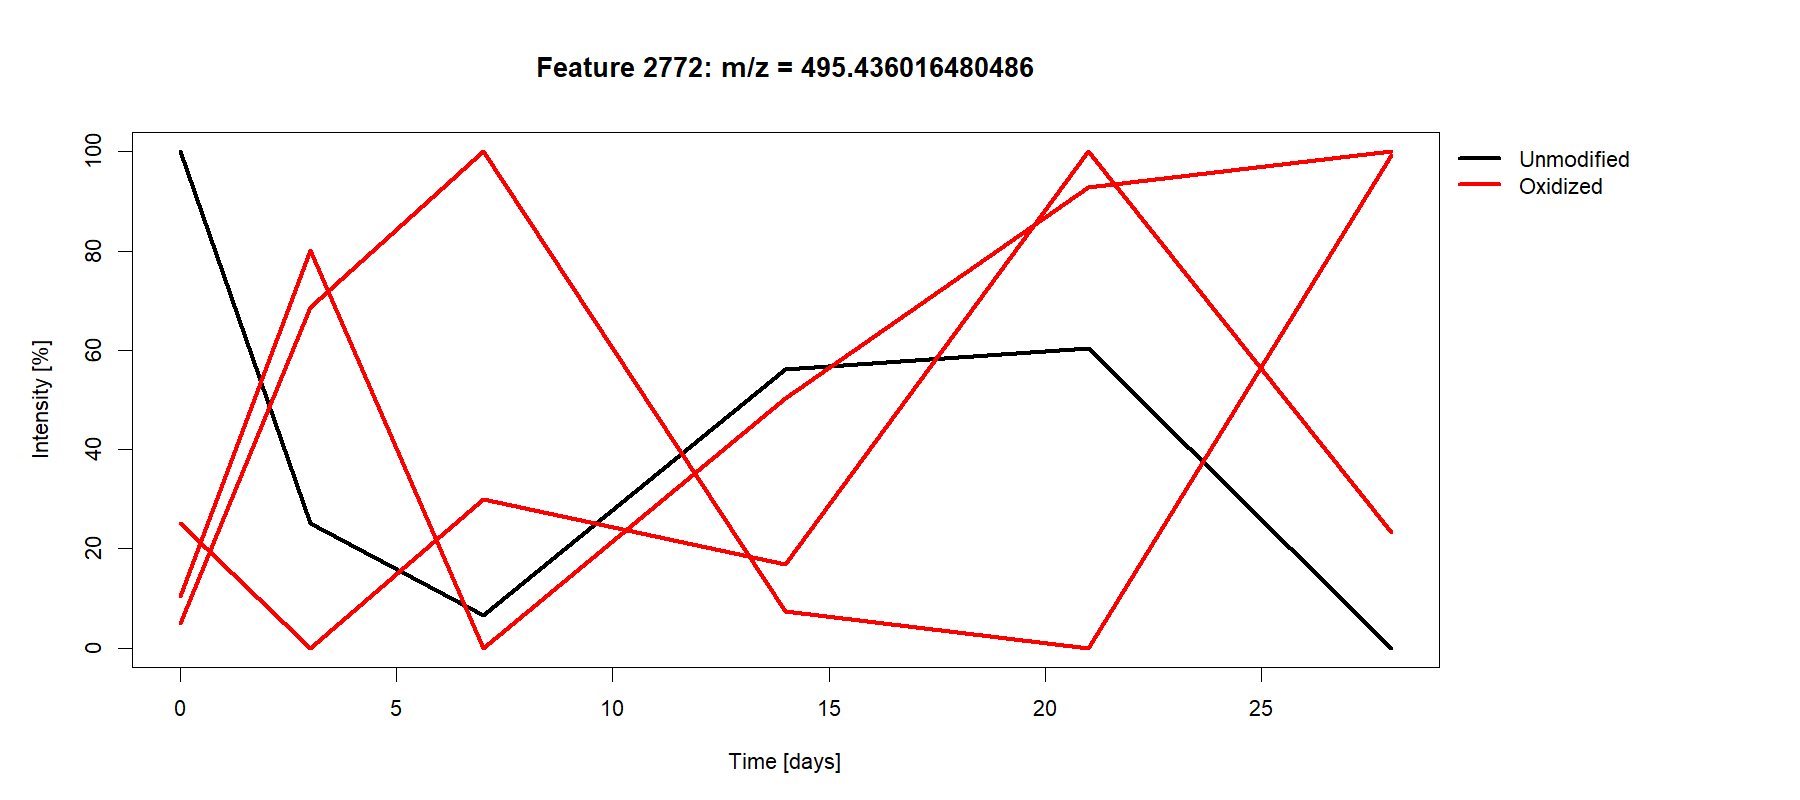 Feature 2772: m/z = 495.436016480486
Unmodified
Oxidized
100
80
60
40
20
0
Intensity [%]
0 5 10 15 20 25
Time [days]